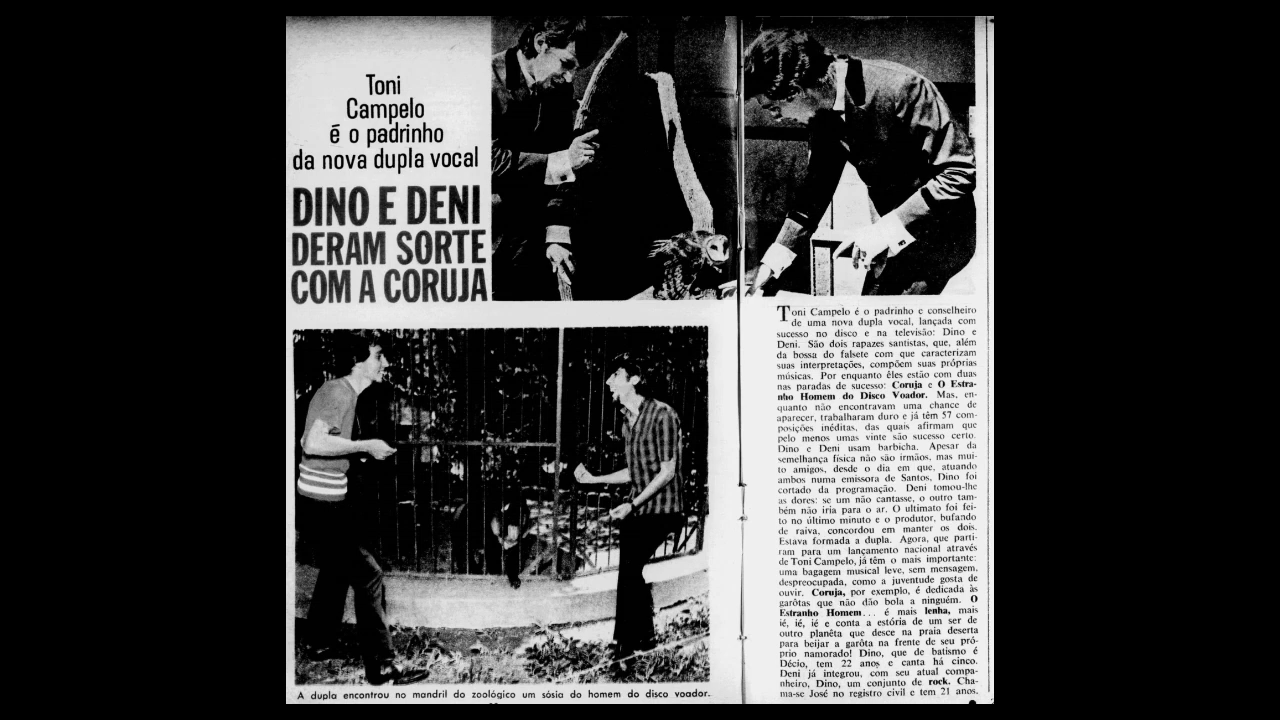 Toni
Campelo
é o padrinho
da nova dupla vocal
DINO E DENI
DERAM SORTE
COM A CORUJA
Toni Campelo é o padrinho e conselheiro
de uma nova dupla vocal, lançada com
sucesso no disco e na televisão: Dino e
Deni. São dois rapazes santistas, que, além
da bossa do falsete com que caracterizam
suas interpretações, compõem suas próprias
músicas. Por enquanto êles estão com duas
nas paradas de sucesso: Coruja e O Estra-
nho Homem do Disco Voador. Mas, en-
quanto não encontravam uma chance de
aparecer, trabalharam duro e já têm 57 com-
posições inéditas, das quais afirmam que
pelo menos umas vinte são sucesso certo.
Dino e Deni usam barbicha. Apesar da
semelhança física não são irmãos, mas mui-
to amigos, desde o dia em que, atuando
ambos numa emissora de Santos, Dino foi
cortado da programação. Deni tomou-lhe
as dores: se um não cantasse, o outro tam-
bém não iria para o ar. O ultimato foi fei-
to no último minuto e o produtor, bufando
de raiva, concordou em manter os dois.
Estava formada a dupla. Agora, que parti-
ram para um lançamento nacional através
de Toni Campelo, já têm o mais importante:
uma bagagem musical leve, sem mensagem,
despreocupada, como a juventude gosta de
ouvir. Coruja, por exemplo, é dedicada às
garôtas que não dão bola a ninguém. O
Estranho Homem... é mais lenha, mais
ié, ié, ié e conta a estória de um ser de
outro planêta que desce na praia deserta
para beijar a garôta na frente de seu pró-
prio namorado! Dino, que de batismo é
Décio, tem 22 anos e canta há cinco.
Deni já integrou, com seu atual compa-
nheiro, Dino, um conjunto de rock. Cha-
ma-se José no registro civil e tem 21 anos.
A dupla encontrou no mandril do zoológico um sósia do homem do disco voador.